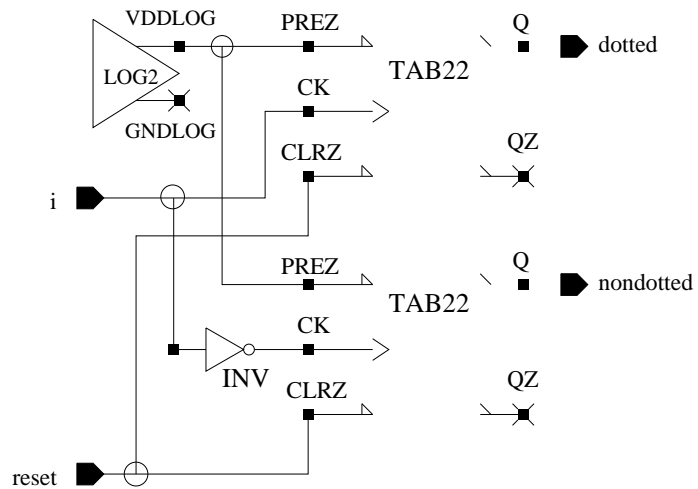 VDDLOG
PREZ
Q
dotted
LOG2
TAB22
CK
GNDLOG
CLRZ
QZ
i
PREZ
Q
nondotted
TAB22
CK
INV
CLRZ
QZ
reset